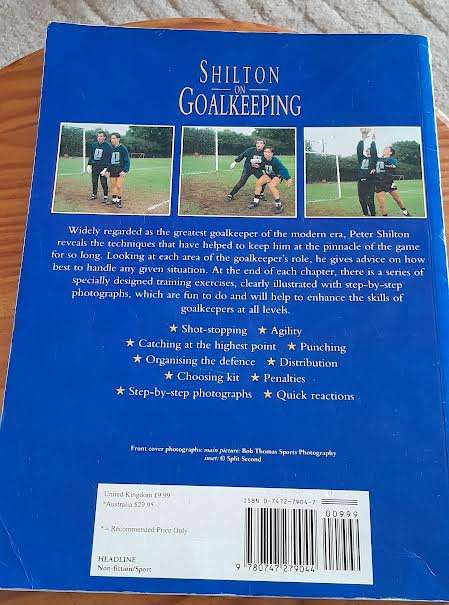 SHILTON
ON
GOALKEEPING
Widely regarded as the greatest goalkeeper of the modern era, Peter Shilton
reveals the techniques that have helped to keep him at the pinnacle of the game
for so long. Looking at each area of the goalkeeper's role, he gives advice on how
best to handle any given situation. At the end of each chapter, there is a series of
specially designed training exercises, clearly illustrated with step-by-step
photographs, which are fun to do and will help to enhance the skills of
goalkeepers at all levels.
★ Shot-stopping ★ Agility
★ Catching at the highest point ★ Punching
★ Organising the defence ★ Distribution
★ Choosing kit ★ Penalties
★ Step-by-step photographs ★ Quick reactions
Front cover photographs: main picture: Bob Thomas Sports Photography
inset: © Split Second
United Kingdom £9.99
*Australia $29.95
* = Recommended Price Only
HEADLINE
Non-fiction/Sport
ISBN 0-7472-7904-7
00999
9 780747 279044